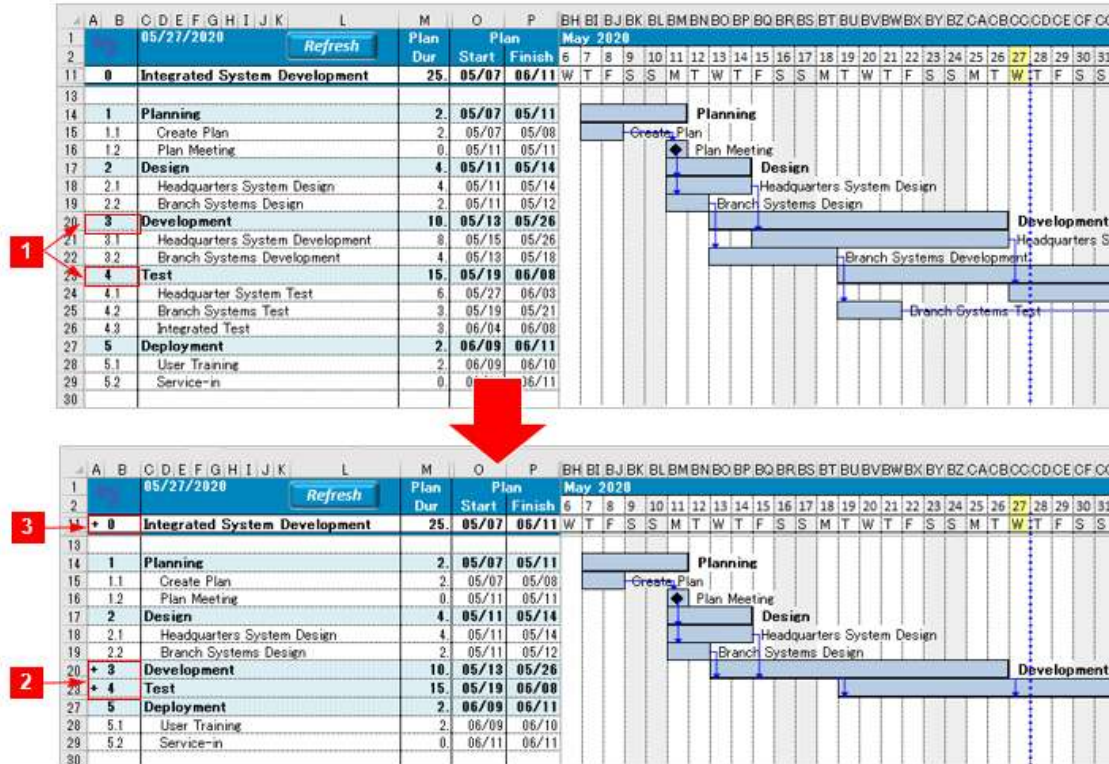 A B C D E F G H I J K L M O P BH BI BJ BK BL BM BN BO BP BQ BR BS BT BU BV BW BX BY BZ CA CB CC CD CE CF
1 05/27/2020 Refresh Plan Plan May 2020
2 Dur Start Finish 6 7 8 9 10 11 12 13 14 15 16 17 18 19 20 21 22 23 24 25 26 27 28 29 30 31
11 0 Integrated System Development 25. 05/07 06/11 W T F S S M T W T F S S M T W T F S S M T W T F S S
13
14 1 Planning 2. 05/07 05/11 Planning
15 1.1 Create Plan 2. 05/07 05/08 Create Plan
16 1.2 Plan Meeting 0. 05/11 05/11 Plan Meeting
17 2 Design 4. 05/11 05/14 Design
18 2.1 Headquarters System Design 4. 05/11 05/14 Headquarters System Design
19 2.2 Branch Systems Design 2. 05/11 05/12 Branch Systems Design
20 3 Development 10. 05/13 05/26 Development
1
21 3.1 Headquarters System Development 8. 05/15 05/26 Headquarters S
22 3.2 Branch Systems Development 4. 05/13 05/18 Branch Systems Development
23 4 Test 15. 05/19 06/08
24 4.1 Headquarter System Test 6. 05/27 06/03
25 4.2 Branch Systems Test 3. 05/19 05/21 Branch Systems Test
26 4.3 Integrated Test 3. 06/04 06/08
27 5 Deployment 2. 06/09 06/11
28 5.1 User Training 2. 06/09 06/10
29 5.2 Service-in 0. 06/11
30
A B C D E F G H I J K L M O P BH BI BJ BK BL BM BN BO BP BQ BR BS BT BU BV BW BX BY BZ CA CB CC CD CE CF
1 05/27/2020 Refresh Plan Plan May 2020
2 Dur Start Finish 6 7 8 9 10 11 12 13 14 15 16 17 18 19 20 21 22 23 24 25 26 27 28 29 30 31
3 + 0 Integrated System Development 25. 05/07 06/11 W T F S S M T W T F S S M T W T F S S M T W T F S S
13
14 1 Planning 2. 05/07 05/11 Planning
15 1.1 Create Plan 2. 05/07 05/08 Create Plan
16 1.2 Plan Meeting 0. 05/11 05/11 Plan Meeting
17 2 Design 4. 05/11 05/14 Design
18 2.1 Headquarters System Design 4. 05/11 05/14 Headquarters System Design
19 2.2 Branch Systems Design 2. 05/11 05/12 Branch Systems Design
20 + 3 Development 10. 05/13 05/26 Development
2
23 + 4 Test 15. 05/19 06/08
27 5 Deployment 2. 06/09 06/11
28 5.1 User Training 2. 06/09 06/10
29 5.2 Service-in 0. 06/11 06/11
30